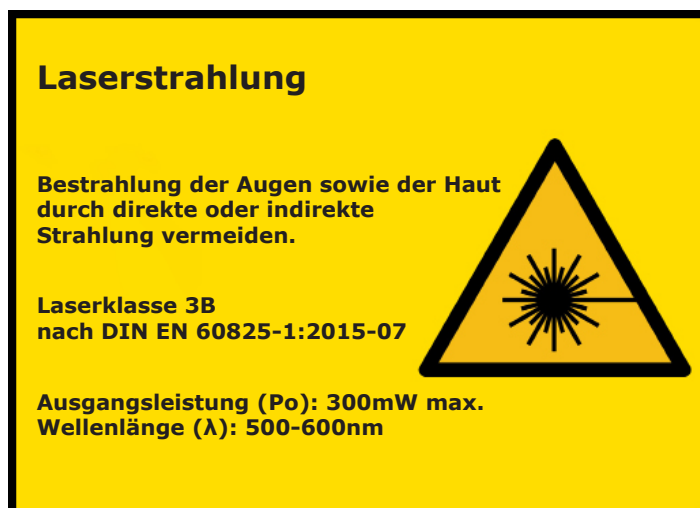 Laserstrahlung
Bestrahlung der Augen sowie der Haut
durch direkte oder indirekte
Strahlung vermeiden.
Laserklasse 3B
nach DIN EN 60825-1:2015-07
Ausgangsleistung (Po): 300mW max.
Wellenlänge (λ): 500-600nm